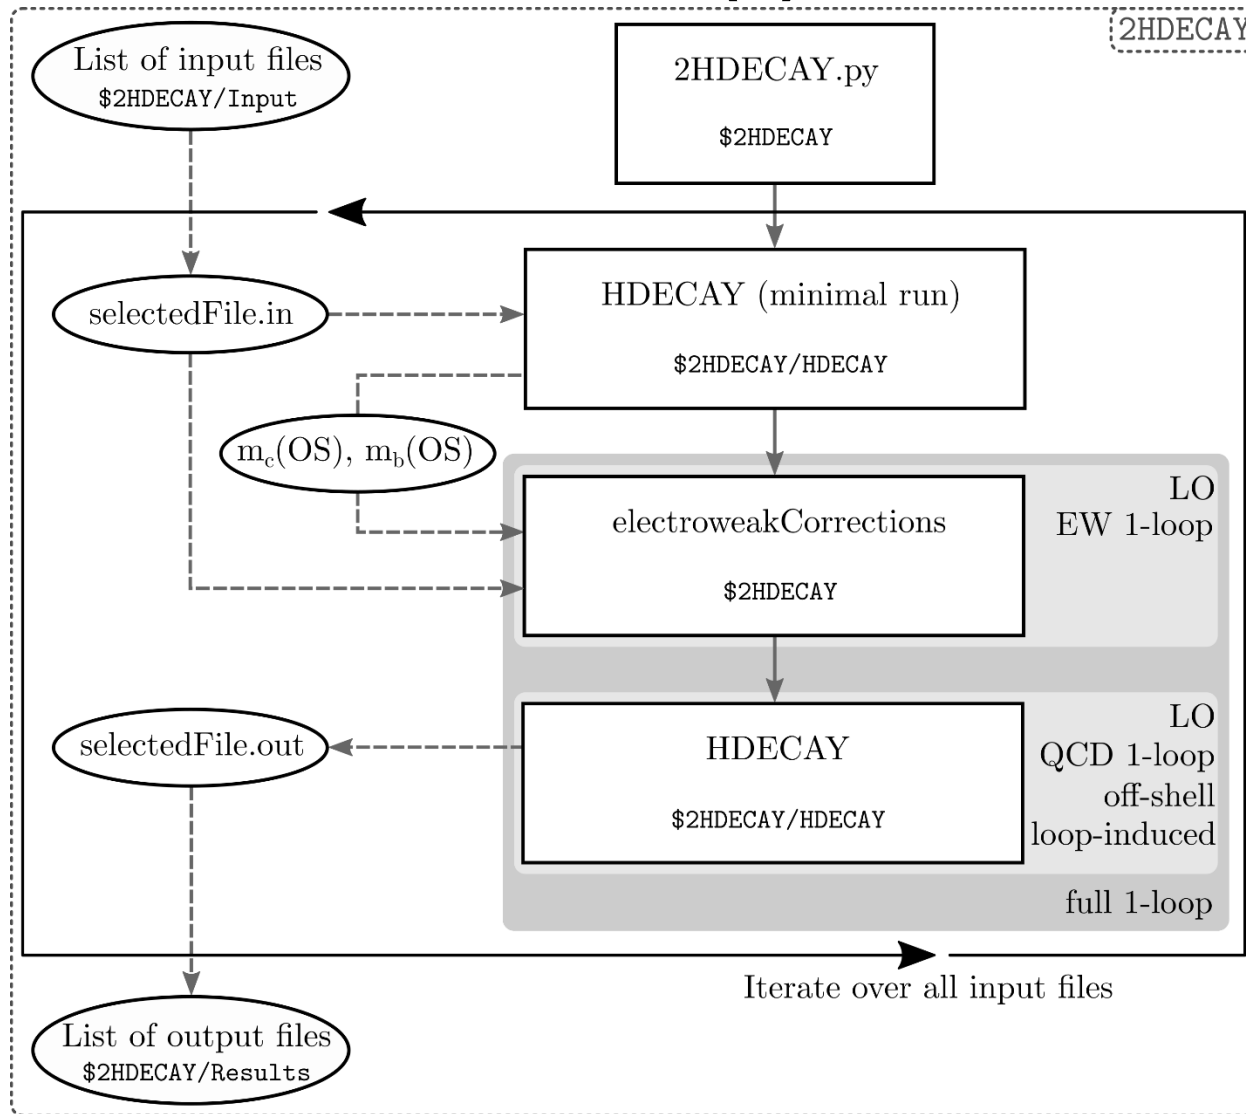 2HDECAY
List of input files
$2HDECAY/Input
2HDECAY.py
$2HDECAY
selectedFile.in
HDECAY (minimal run)
$2HDECAY/HDECAY
m_c(OS), m_b(OS)
LO
EW 1-loop
electroweakCorrections
$2HDECAY
selectedFile.out
HDECAY
$2HDECAY/HDECAY
LO
QCD 1-loop
off-shell
loop-induced
full 1-loop
Iterate over all input files
List of output files
$2HDECAY/Results